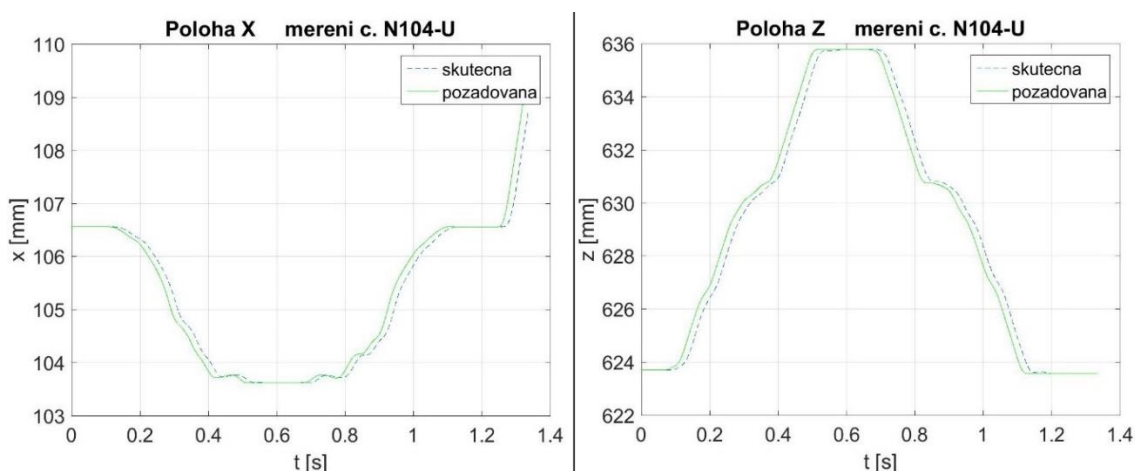 Poloha X mereni c. N104-U
110
109
108
107
106
105
104
103
x [mm]
skutecna
pozadovana
0 0.2 0.4 0.6 0.8 1 1.2 1.4
t [s]
Poloha Z mereni c. N104-U
636
634
632
630
628
626
624
622
z [mm]
skutecna
pozadovana
0 0.2 0.4 0.6 0.8 1 1.2 1.4
t [s]